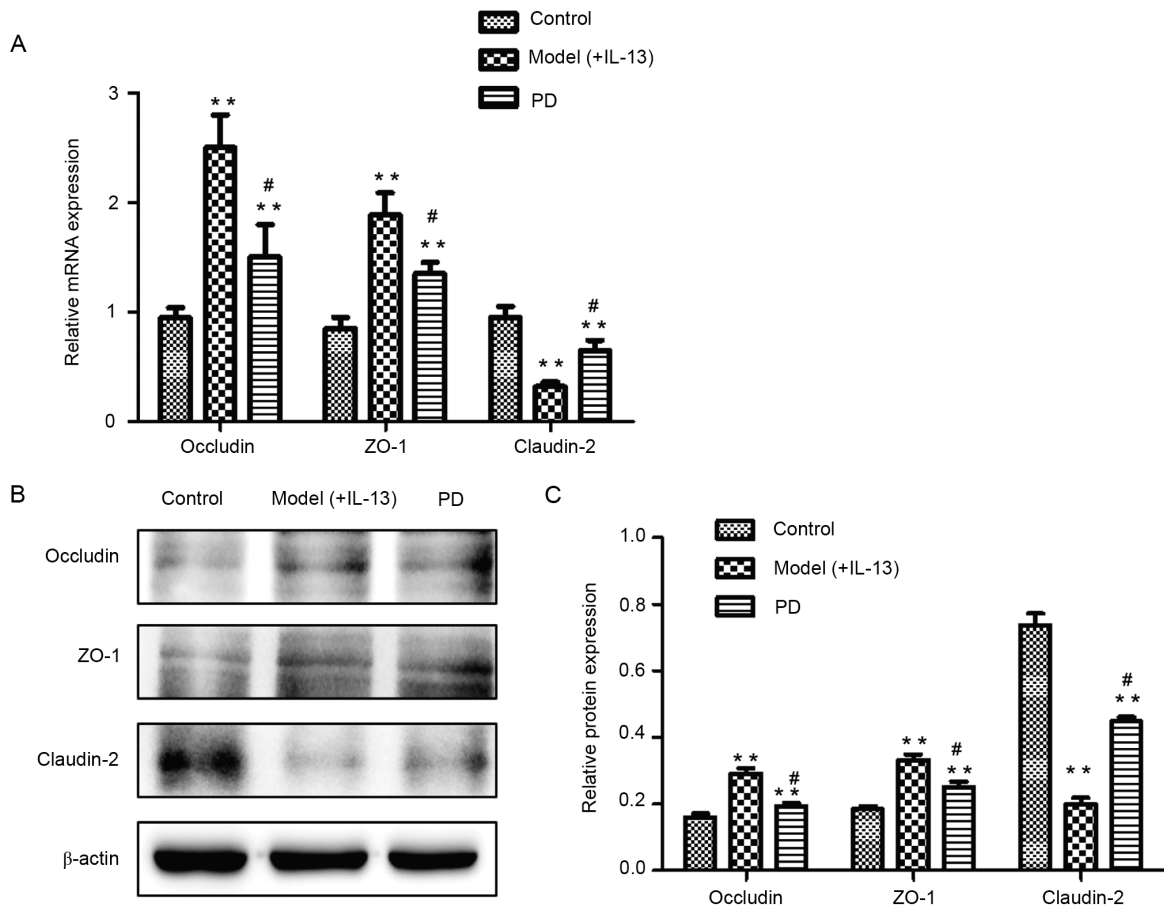 A
Control
Model (+IL-13)
PD
Relative mRNA expression
3
2
1
0
**
#
**
**
#
**
**
#
**
Occludin ZO-1 Claudin-2
B
Control Model (+IL-13) PD
Occludin
ZO-1
Claudin-2
β-actin
C
Control
Model (+IL-13)
PD
Relative protein expression
1.0
0.8
0.6
0.4
0.2
0.0
**
#
**
**
#
**
**
#
**
Occludin ZO-1 Claudin-2